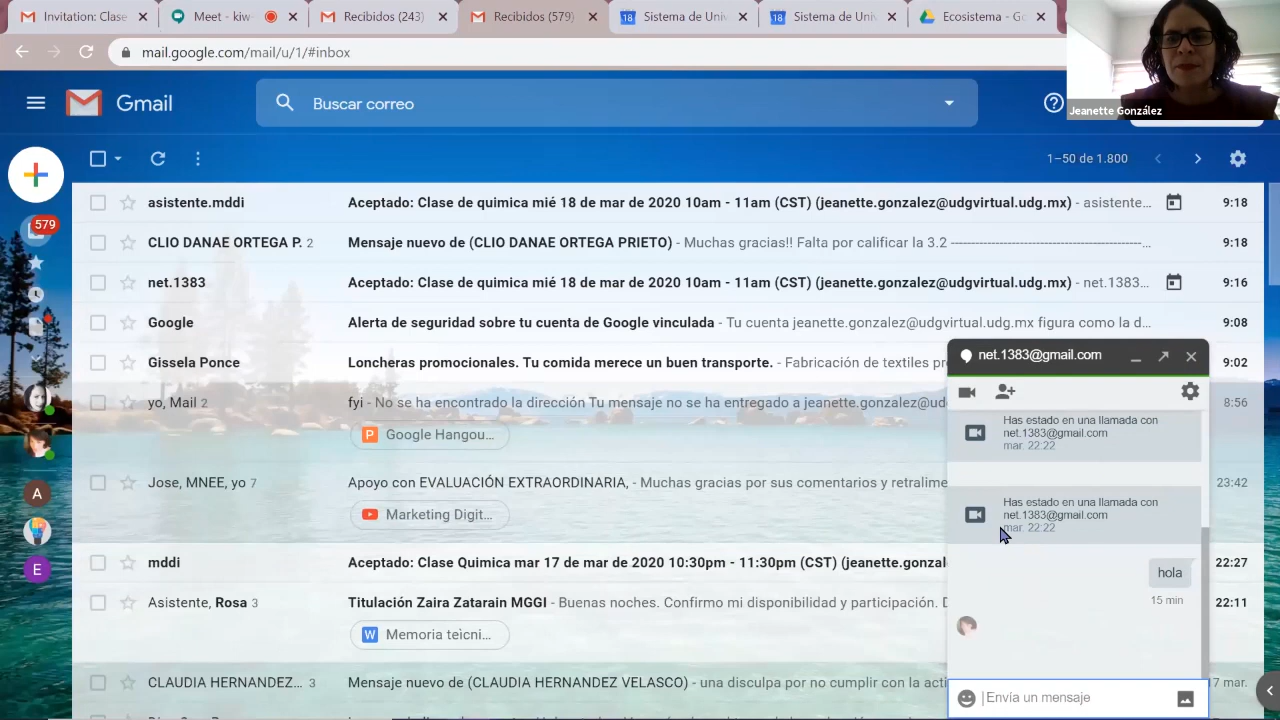 Invitation: Clase
Meet - kiw
Recibidos (243)
Recibidos (579)
Sistema de Univ
Sistema de Univ
Ecosistema - Go
mail.google.com/mail/u/1/#inbox
Gmail
Buscar correo
Jeanette González
1–50 de 1.800
579
asistente.mddi Aceptado: Clase de quimica mié 18 de mar de 2020 10am - 11am (CST) (jeanette.gonzalez@udgvirtual.udg.mx) - asistente... 9:18
CLIO DANAE ORTEGA P. 2 Mensaje nuevo de (CLIO DANAE ORTEGA PRIETO) - Muchas gracias!! Falta por calificar la 3.2 ----------------------------------------... 9:18
net.1383 Aceptado: Clase de quimica mié 18 de mar de 2020 10am - 11am (CST) (jeanette.gonzalez@udgvirtual.udg.mx) - net.1383... 9:16
Google Alerta de seguridad sobre tu cuenta de Google vinculada - Tu cuenta jeanette.gonzalez@udgvirtual.udg.mx figura como la d... 9:08
Gissela Ponce Loncheras promocionales. Tu comida merece un buen transporte. - Fabricación de textiles pr 9:02
yo, Mail 2 fyi - No se ha encontrado la dirección Tu mensaje no se ha entregado a jeanette.gonzalez@ud 8:56
P Google Hangou...
Jose, MNEE, yo 7 Apoyo con EVALUACIÓN EXTRAORDINARIA, - Muchas gracias por sus comentarios y retralime 23:42
Marketing Digit...
mddi Aceptado: Clase Quimica mar 17 de mar de 2020 10:30pm - 11:30pm (CST) (jeanette.gonzal 22:27
Asistente, Rosa 3 Titulación Zaira Zatarain MGGI - Buenas noches. Confirmo mi disponibilidad y participación. D 22:11
W Memoria teicni...
CLAUDIA HERNANDEZ... 3 Mensaje nuevo de (CLAUDIA HERNANDEZ VELASCO) - una disculpa por no cumplir con la acti 7 mar.
A
E
net.1383@gmail.com
Has estado en una llamada con
net.1383@gmail.com
mar. 22:22
Has estado en una llamada con
net.1383@gmail.com
mar. 22:22
hola
15 min
Envía un mensaje